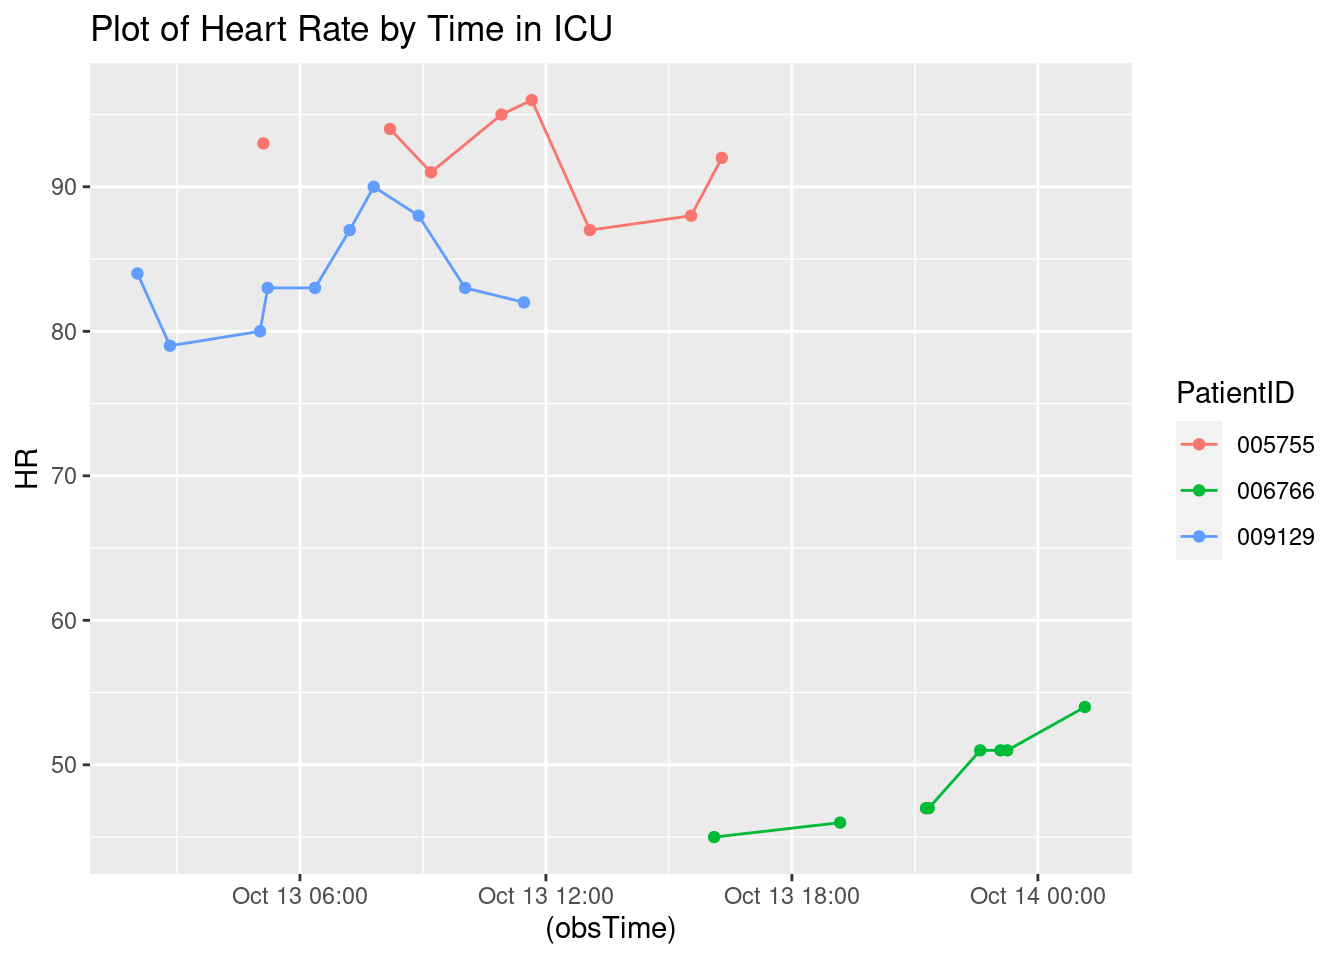 Plot of Heart Rate by Time in ICU
HR
90
80
70
60
50
Oct 13 06:00
Oct 13 12:00
Oct 13 18:00
Oct 14 00:00
(obsTime)
PatientID
005755
006766
009129